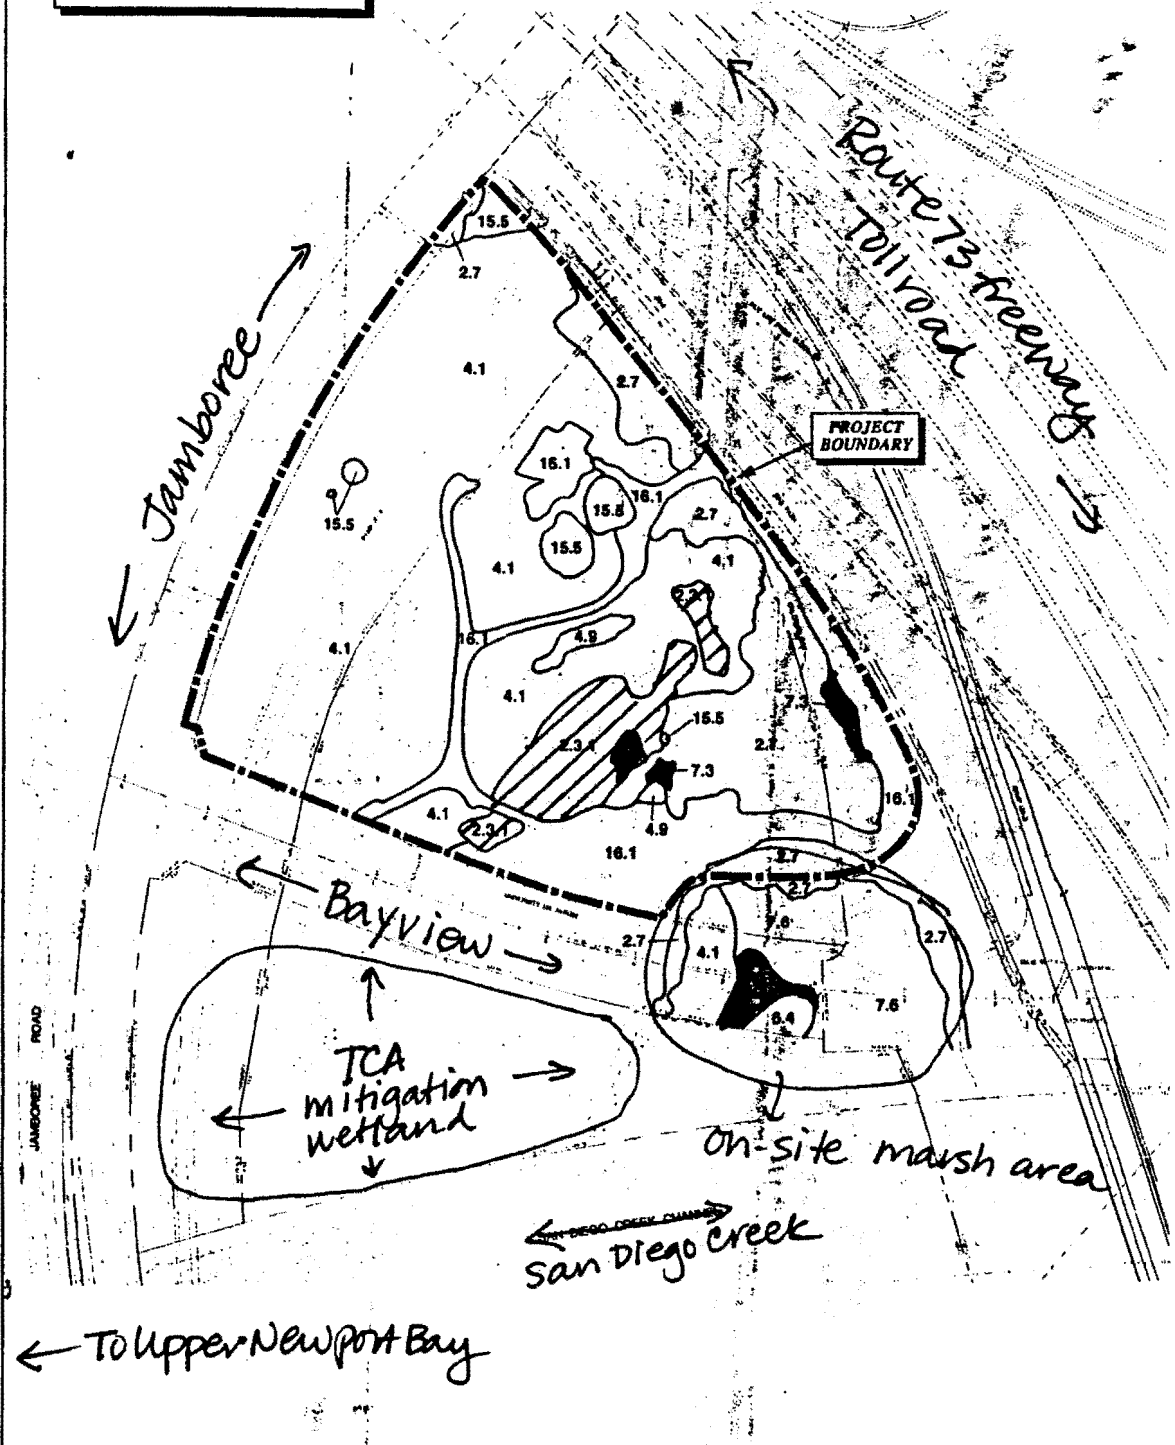 Route 73 freeway
Tollroad
15.5
2.7
Jamboree
4.1
2.7
PROJECT
BOUNDARY
16.1
16.1
15.5
15.5
2.7
15.5
4.1
4.1
2.3.1
4.9
16.1
4.1
4.1
7.3
15.5
2.3.1
2.7
7.3
16.1
4.1
4.9
2.3.1
16.1
2.7
2.7
Bayview
7.6
2.7
4.1
2.7
7.6
6.4
JAMBOREE ROAD
TCA
mitigation
wetland
on-site marsh area
SAN DIEGO CREEK CHANNEL
San Diego Creek
To Upper Newport Bay